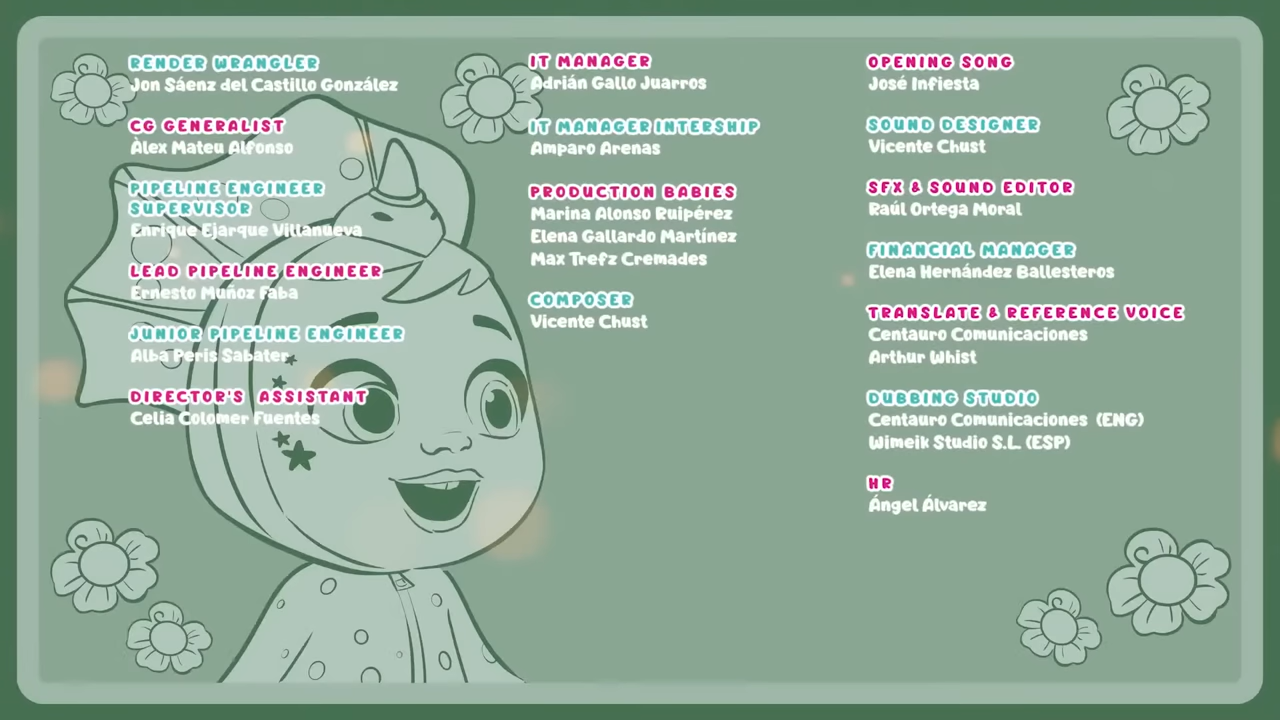 RENDER WRANGLER
Jon Sáenz del Castillo González
CG GENERALIST
Àlex Mateu Alfonso
PIPELINE ENGINEER
SUPERVISOR
Enrique Ejarque Villanueva
LEAD PIPELINE ENGINEER
Ernesto Muñoz Faba
JUNIOR PIPELINE ENGINEER
Alba Peris Sabater
DIRECTOR'S ASSISTANT
Celia Colomer Fuentes
IT MANAGER
Adrián Gallo Juarros
IT MANAGER INTERSHIP
Amparo Arenas
PRODUCTION BABIES
Marina Alonso Ruipérez
Elena Gallardo Martínez
Max Trefz Cremades
COMPOSER
Vicente Chust
OPENING SONG
José Infiesta
SOUND DESIGNER
Vicente Chust
SFX & SOUND EDITOR
Raúl Ortega Moral
FINANCIAL MANAGER
Elena Hernández Ballesteros
TRANSLATE & REFERENCE VOICE
Centauro Comunicaciones
Arthur Whist
DUBBING STUDIO
Centauro Comunicaciones (ENG)
Wimeik Studio S.L. (ESP)
HR
Ángel Álvarez